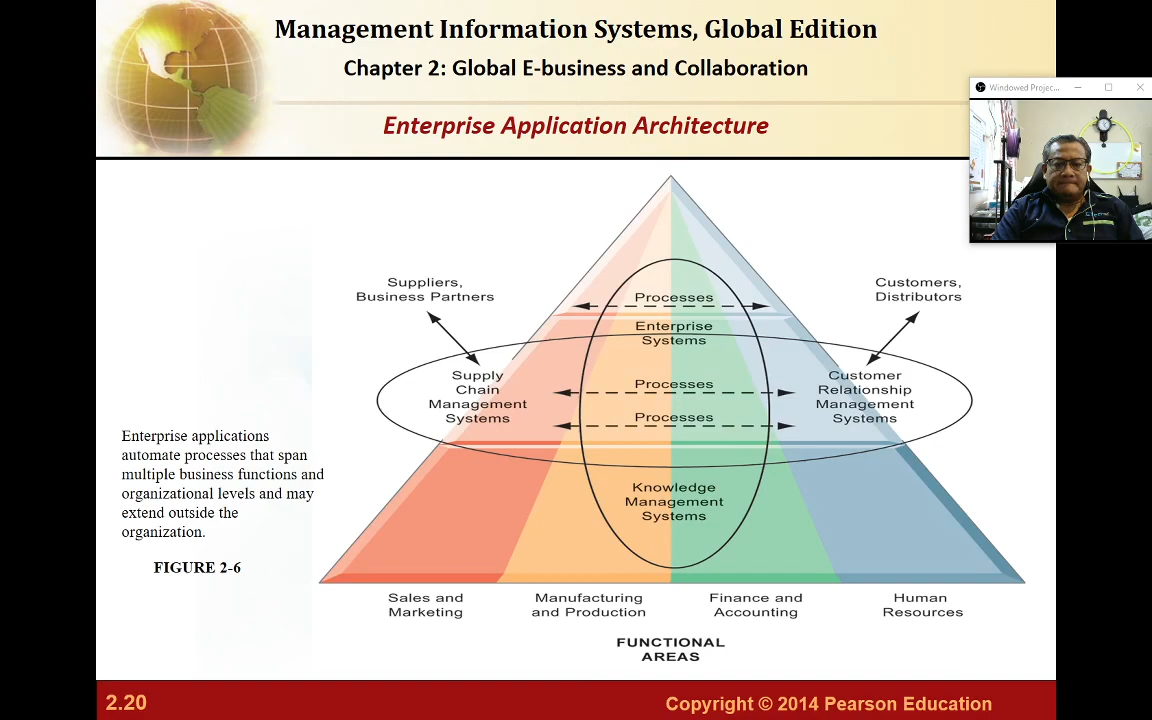 Management Information Systems, Global Edition
Chapter 2: Global E-business and Collaboration
Enterprise Application Architecture
Windowed Projec...
Suppliers,
Business Partners
Customers,
Distributors
Processes
Enterprise
Systems
Supply
Chain
Management
Systems
Processes
Processes
Customer
Relationship
Management
Systems
Knowledge
Management
Systems
Enterprise applications
automate processes that span
multiple business functions and
organizational levels and may
extend outside the
organization.
FIGURE 2-6
Sales and
Marketing
Manufacturing
and Production
Finance and
Accounting
Human
Resources
FUNCTIONAL
AREAS
2.20
Copyright © 2014 Pearson Education